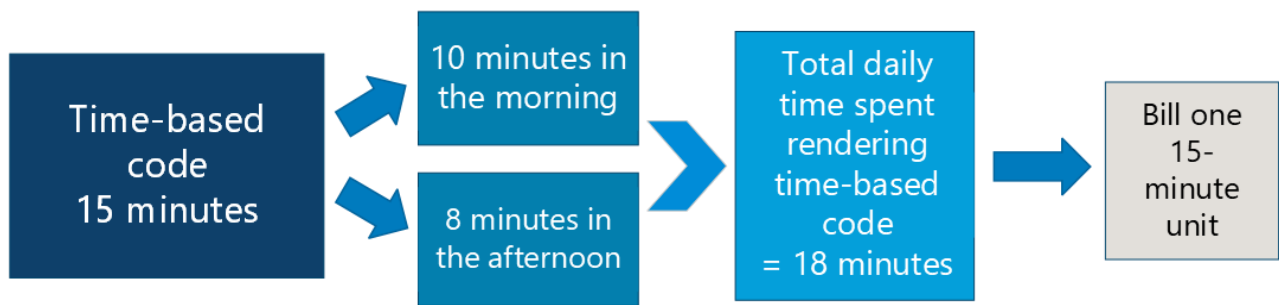 Time-based
code
15 minutes
10 minutes in
the morning
8 minutes in
the afternoon
Total daily
time spent
rendering
time-based
code
= 18 minutes
Bill one
15-
minute
unit